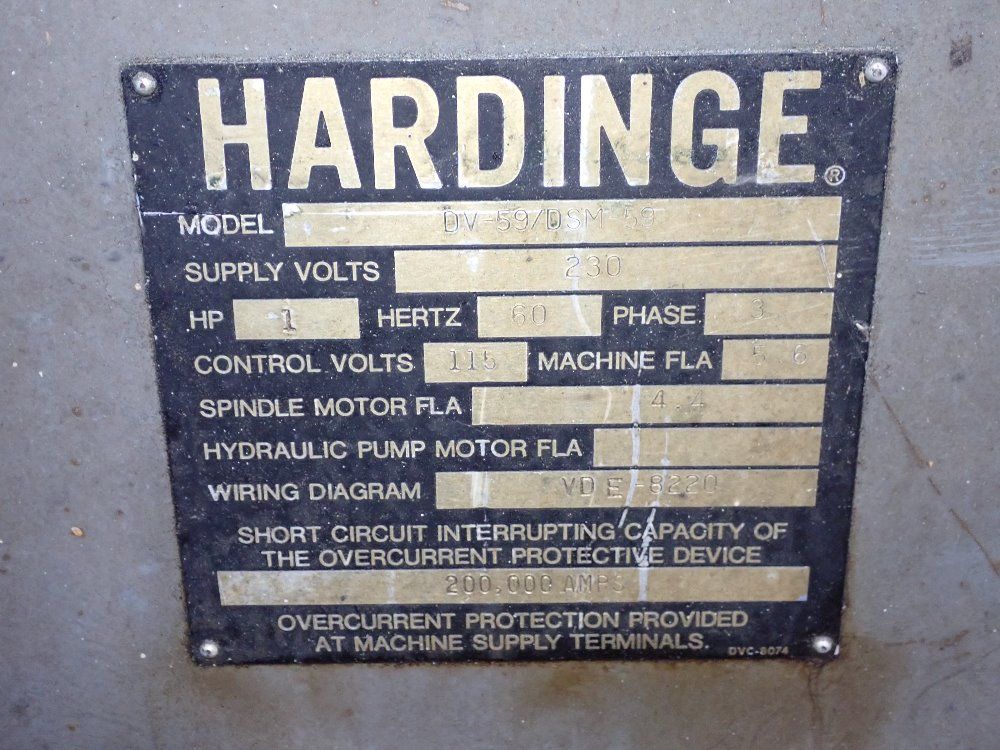 HARDINGE®
MODEL DV-59/DSM-59
SUPPLY VOLTS 230
HP 1 HERTZ 60 PHASE 3
CONTROL VOLTS 115 MACHINE FLA 5.6
SPINDLE MOTOR FLA 4.4
HYDRAULIC PUMP MOTOR FLA
WIRING DIAGRAM VDE-8220
SHORT CIRCUIT INTERRUPTING CAPACITY OF
THE OVERCURRENT PROTECTIVE DEVICE
200,000 AMPS
OVERCURRENT PROTECTION PROVIDED
AT MACHINE SUPPLY TERMINALS.
DVC-8074